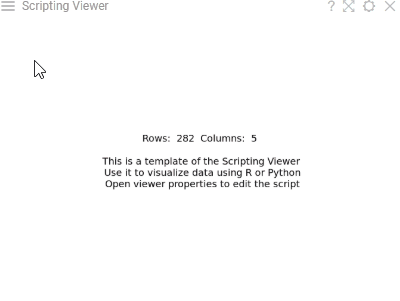 Scripting Viewer
?
Rows: 282 Columns: 5
This is a template of the Scripting Viewer
Use it to visualize data using R or Python
Open viewer properties to edit the script